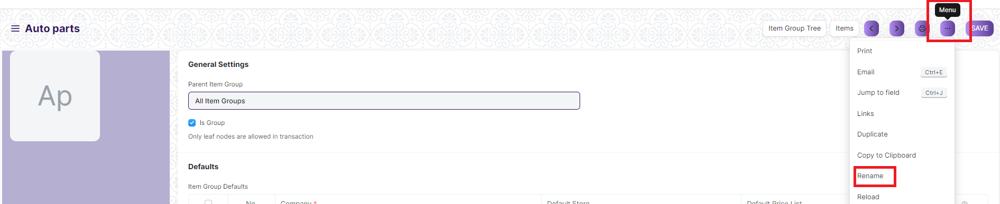 Menu
Auto parts
Item Group Tree
Items
SAVE
Ap
General Settings
Parent Item Group
All Item Groups
Is Group
Only leaf nodes are allowed in transaction
Defaults
Item Group Defaults
No
Company *
Default Store
Default Price List
Print
Email Ctrl+E
Jump to field Ctrl+J
Links
Duplicate
Copy to Clipboard
Rename
Reload